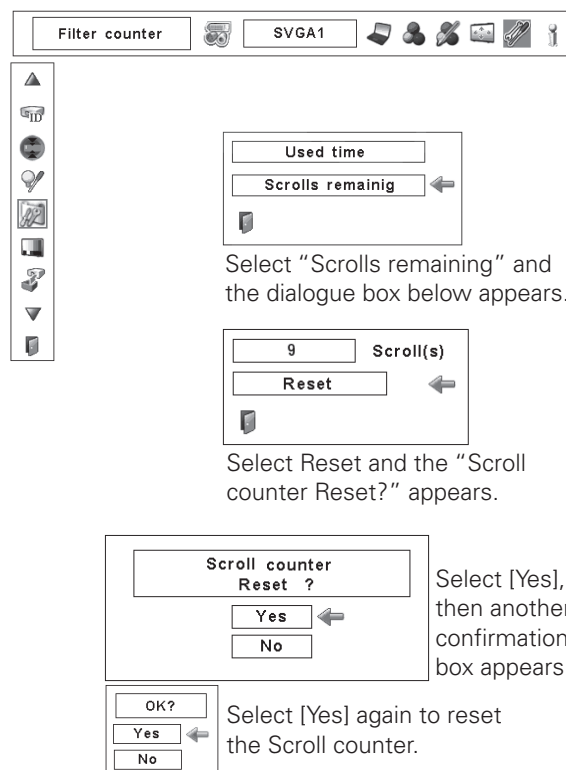 Filter counter
SVGA1
ID
Used time
Scrolls remainig
Select “Scrolls remaining” and
the dialogue box below appears.
9 Scroll(s)
Reset
Select Reset and the “Scroll
counter Reset?” appears.
Scroll counter
Reset ?
Yes
No
Select [Yes],
then another
confirmation
box appears
OK?
Yes
No
Select [Yes] again to reset
the Scroll counter.